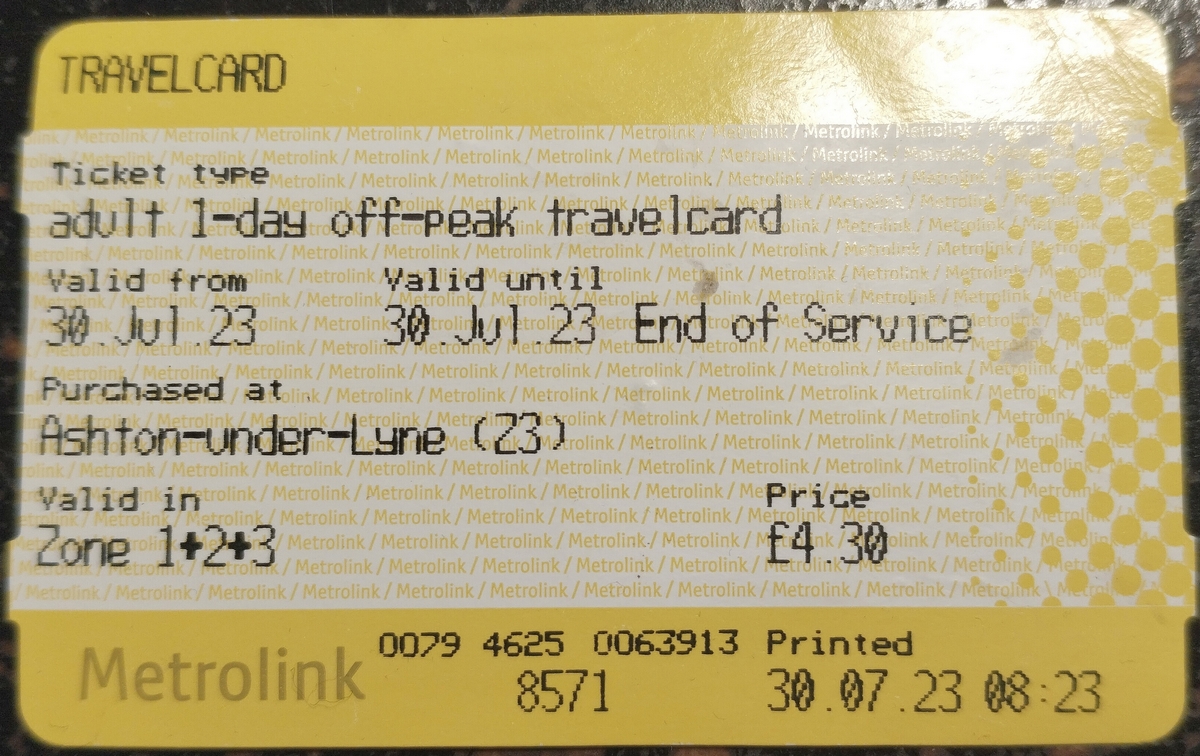 TRAVELCARD
Ticket type
adult 1-day off-peak travelcard
Valid from Valid until
30.Jul.23 30.Jul.23 End of Service
Purchased at
Ashton-under-Lyne (Z3)
Valid in Price
Zone 1+2+3 £4.30
Metrolink 0079 4625 0063913 Printed
8571 30.07.23 08:23